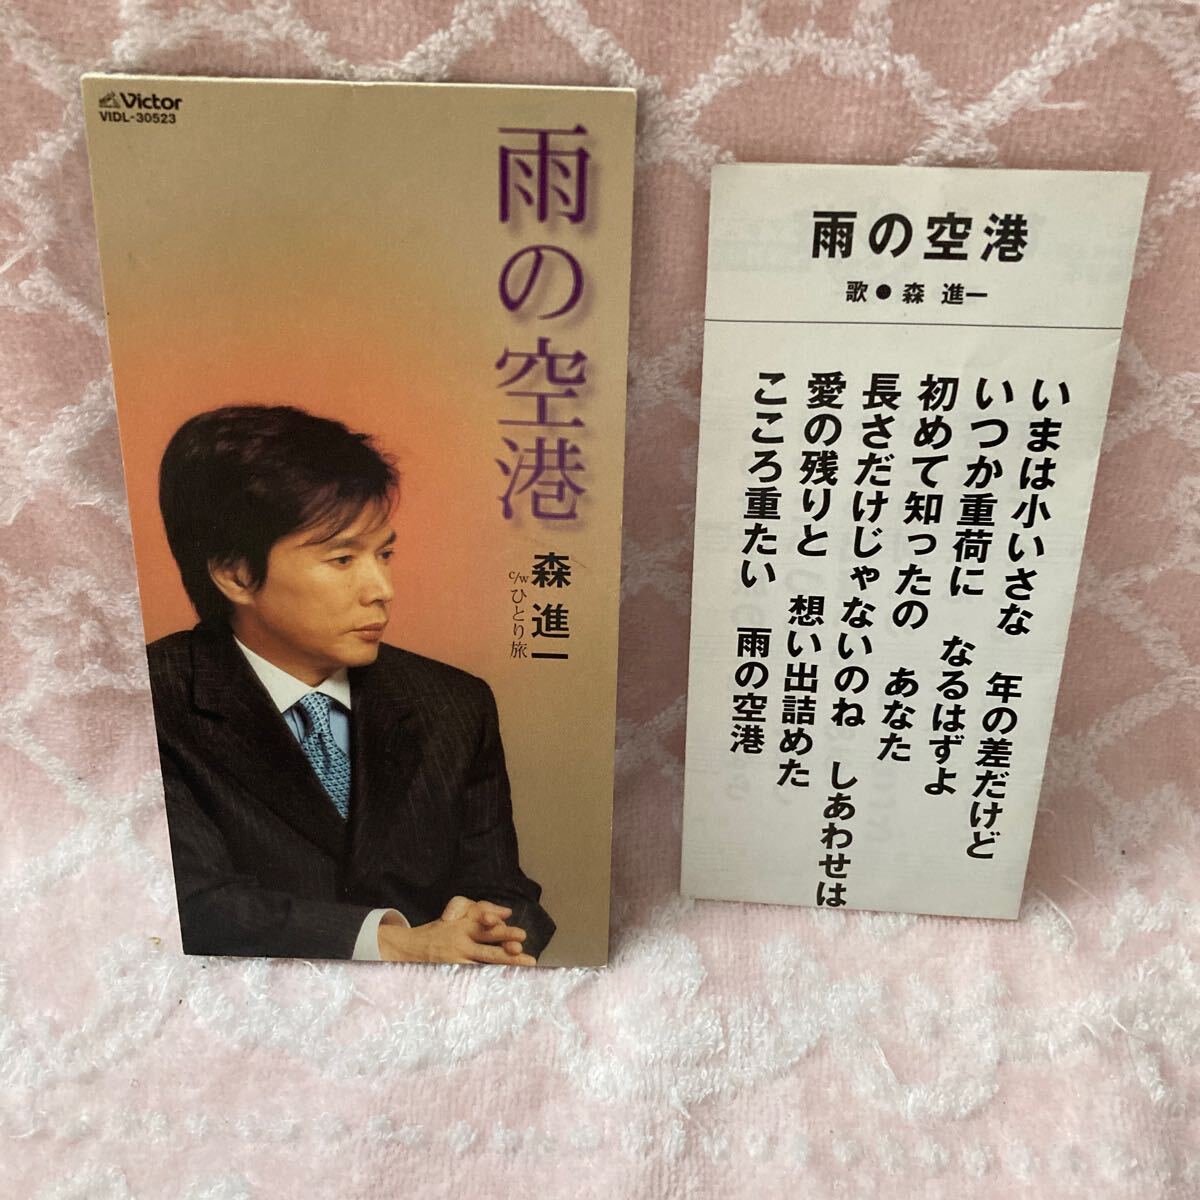 Victor
VIDL-30523
雨の空港
森 進一
c/w ひとり旅
雨の空港
歌● 森 進一
いまは小いさな 年の差だけど
いつか重荷に なるはずよ
初めて知ったの あなた
長さだけじゃないのね しあわせは
愛の残りと 想い出詰めた
こころ重たい 雨の空港